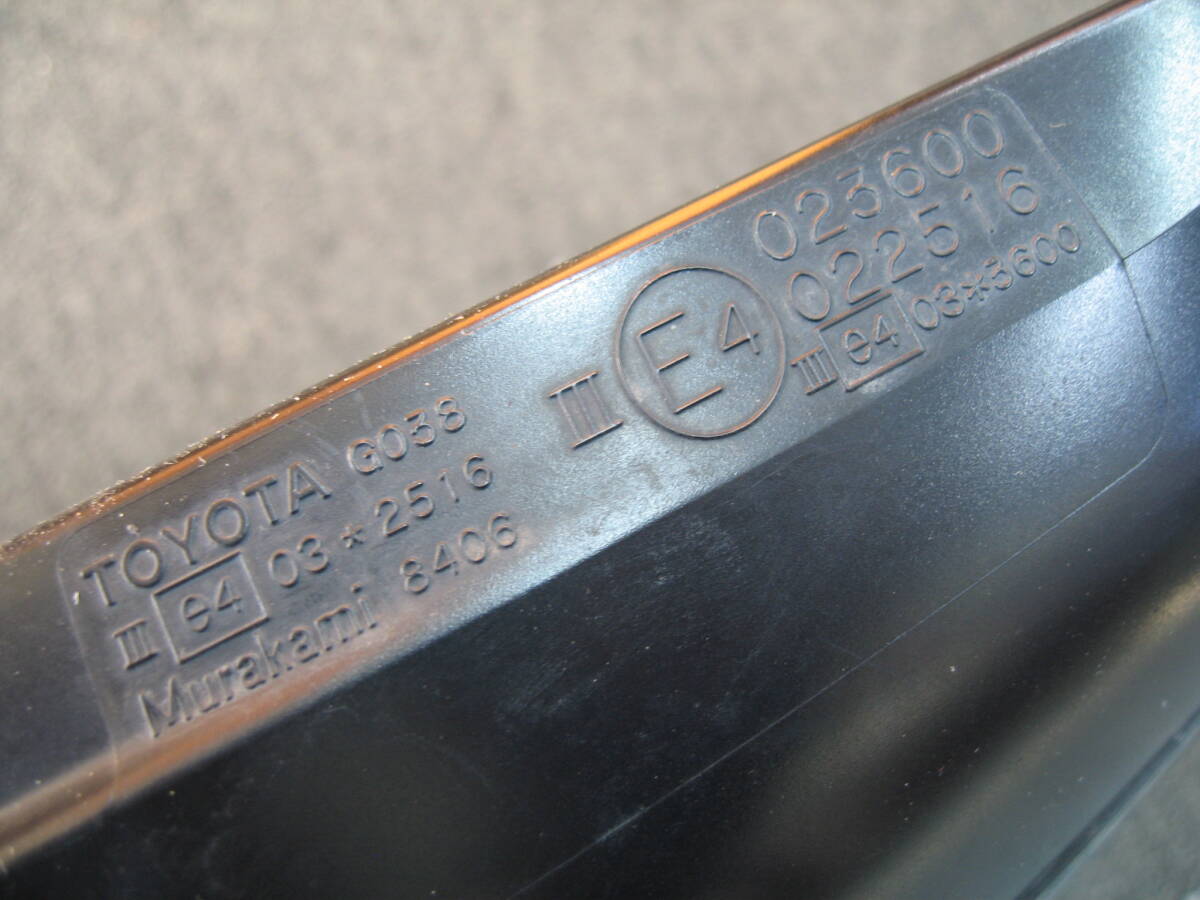 TOYOTA G038
III e4 03*2516
Murakami 8406
III E4
023600
022516
III e4 03*3600